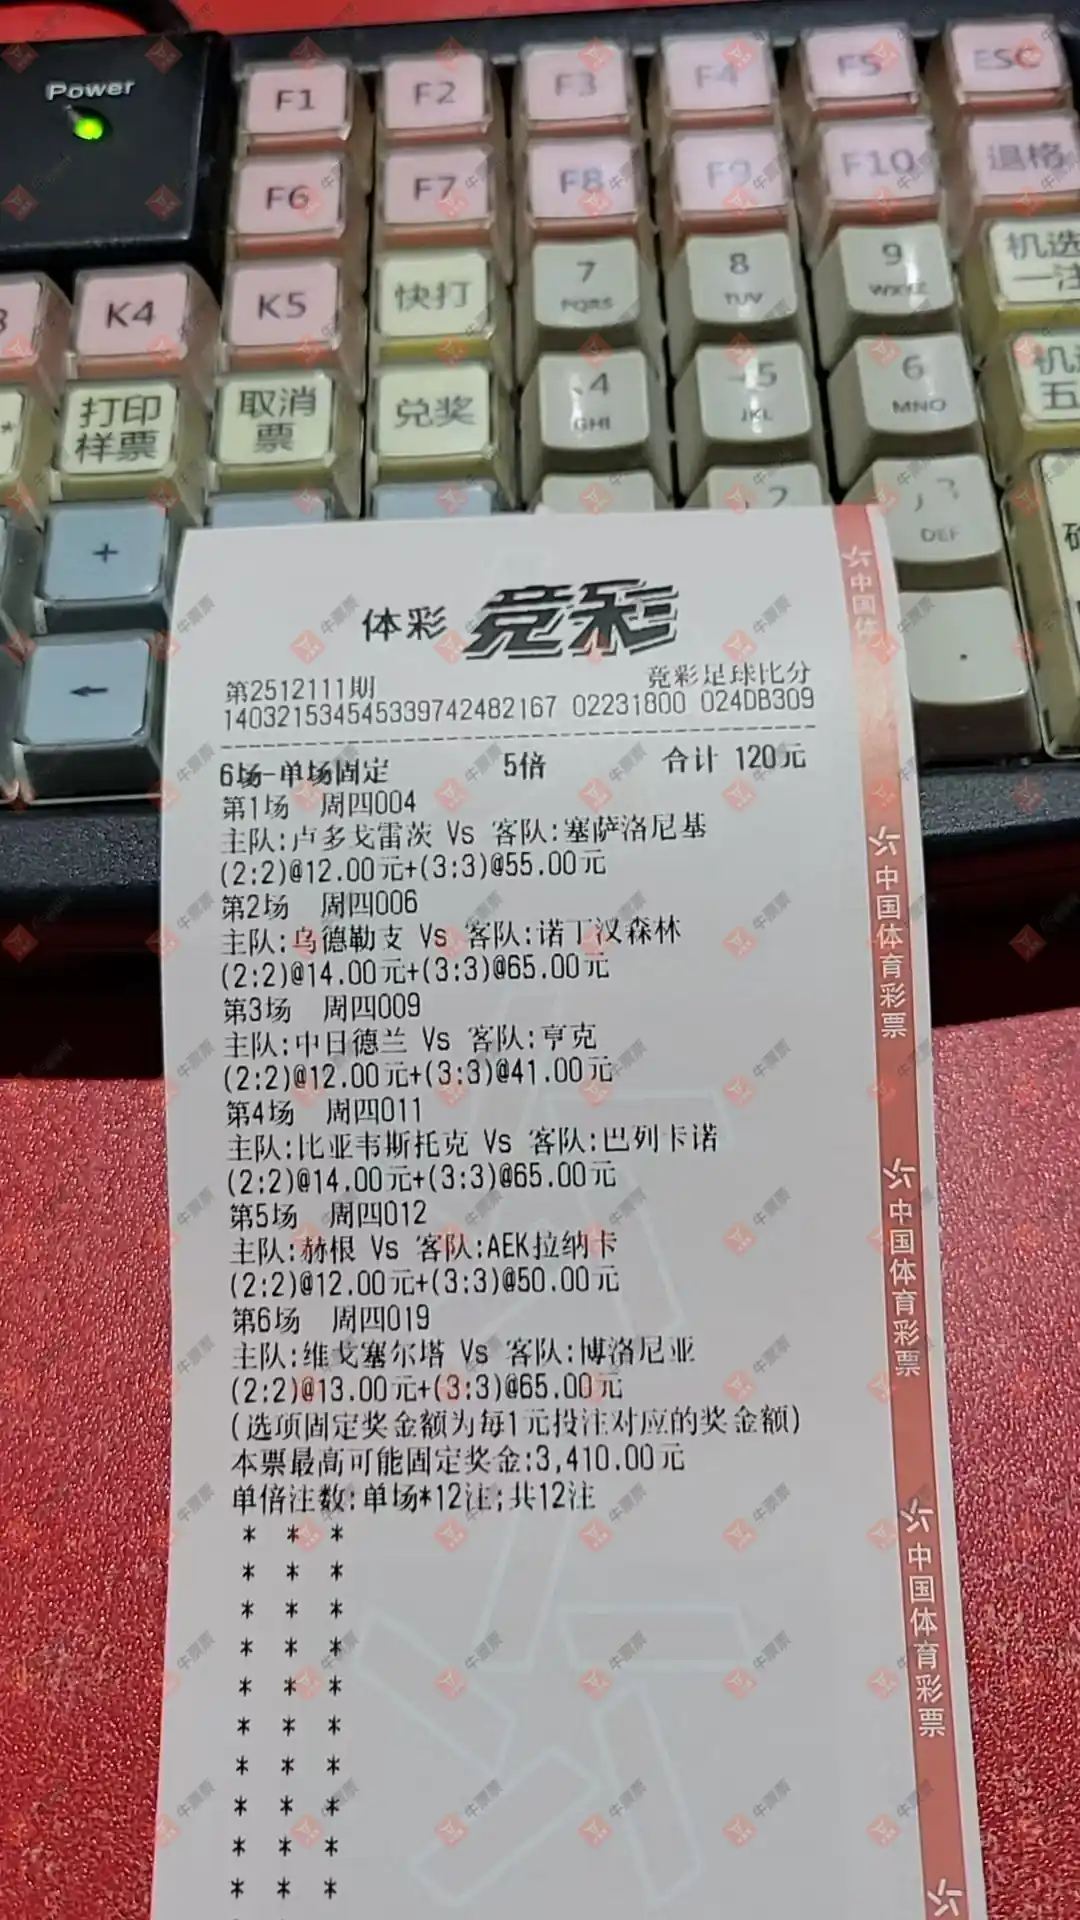 Power
F1 F2 F3 F4 F5 ESC
F6 F7 F8 F9 F10 退格
K4 K5 快打 7 PQRS 8 TUV 9 WXYZ 机选一注
打印样票 取消票 兑奖 4 GHI 5 JKL 6 MNO
+ 2 3 DEF
←
体彩 竞彩
第2512111期 竞彩足球比分
140321534545339742482167 02231800 024DB309
6场-单场固定 5倍 合计 120元
第1场 周四004
主队:卢多戈雷茨 Vs 客队:塞萨洛尼基
(2:2)@12.00元+(3:3)@55.00元
第2场 周四006
主队:乌德勒支 Vs 客队:诺丁汉森林
(2:2)@14.00元+(3:3)@65.00元
第3场 周四009
主队:中日德兰 Vs 客队:亨克
(2:2)@12.00元+(3:3)@41.00元
第4场 周四011
主队:比亚韦斯托克 Vs 客队:巴列卡诺
(2:2)@14.00元+(3:3)@65.00元
第5场 周四012
主队:赫根 Vs 客队:AEK拉纳卡
(2:2)@12.00元+(3:3)@50.00元
第6场 周四019
主队:维戈塞尔塔 Vs 客队:博洛尼亚
(2:2)@13.00元+(3:3)@65.00元
(选项固定奖金额为每1元投注对应的奖金额)
本票最高可能固定奖金:3,410.00元
单倍注数:单场*12注;共12注
* * *
* * *
* * *
* * *
* * *
* * *
* * *
* * *
* * *
* * *
中国体
中国体育彩票
中国体育彩票
中国体育彩票